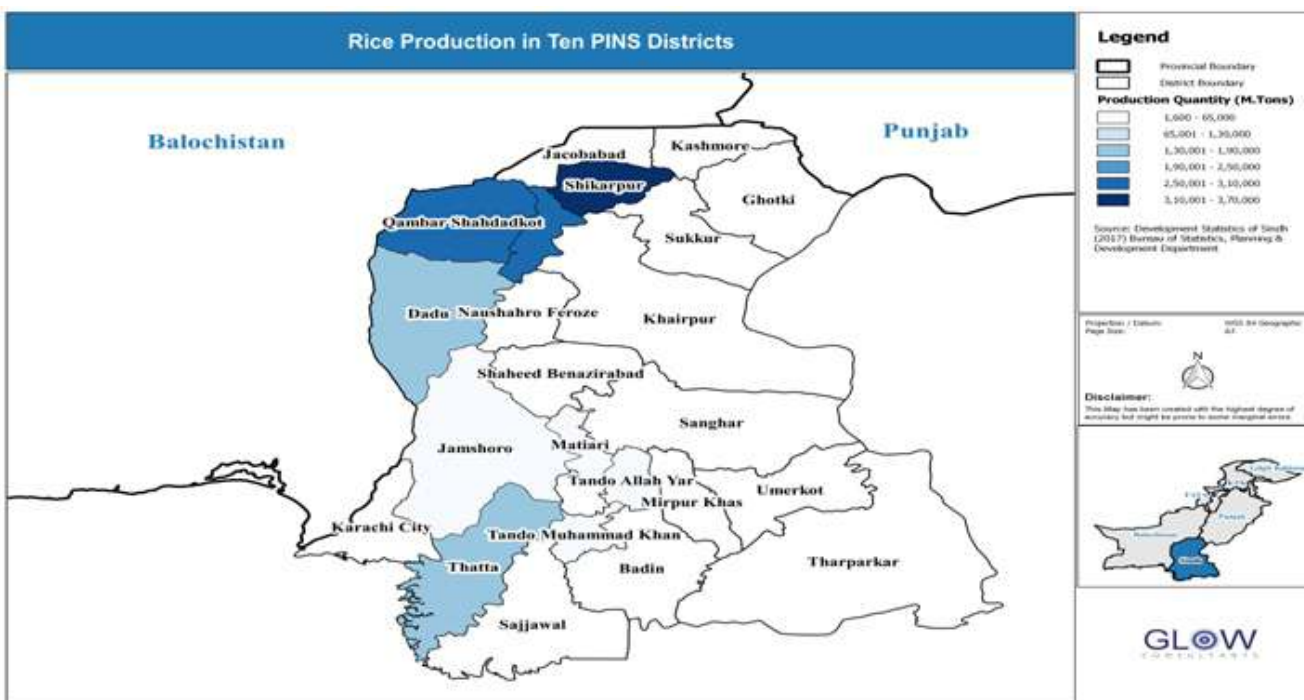 Rice Production in Ten PINS Districts
Balochistan
Punjab
Jacobabad
Kashmore
Shikarpur
Ghotki
Qambar Shahdadkot
Sukkur
Dadu
Naushahro Feroze
Khairpur
Shaheed Benazirabad
Sanghar
Matiari
Jamshoro
Tando Allah Yar
Mirpur Khas
Umerkot
Karachi City
Tando Muhammad Khan
Thatta
Badin
Tharparkar
Sajjawal
Legend
Provincial Boundary
District Boundary
Production Quantity (M.Tons)
1,600 - 65,000
65,001 - 1,30,000
1,30,001 - 1,90,000
1,90,001 - 2,50,000
2,50,001 - 3,10,000
3,10,001 - 3,70,000
Source: Development Statistics of Sindh
(2017) Bureau of Statistics, Planning &
Development Department
Projection / Datum: WGS 84 Geographic
Page Size:
N
Disclaimer:
This Map has been created with the highest degree of
accuracy but might be prone to some marginal errors
Punjab
GLOW
CONSULTANTS